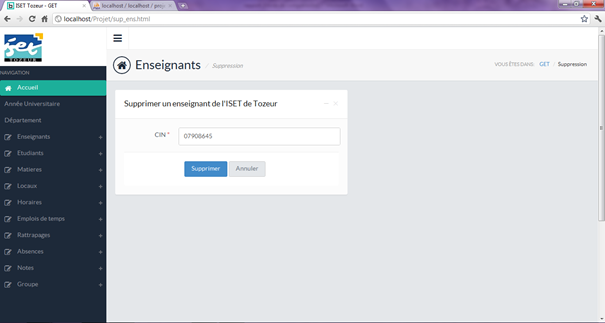 ISET Tozeur - GET
localhost / localhost / proje
localhost/Projet/sup_ens.html
iset
TOZEUR
NAVIGATION
Accueil
Année Universitaire
Département
Enseignants +
Etudiants +
Matieres +
Locaux +
Horaires +
Emplois de temps +
Rattrapages +
Absences +
Notes +
Groupe +
Enseignants / Suppression
VOUS ÊTES DANS GET / Suppression
Supprimer un enseignant de l'ISET de Tozeur
CIN * 07908645
Supprimer Annuler